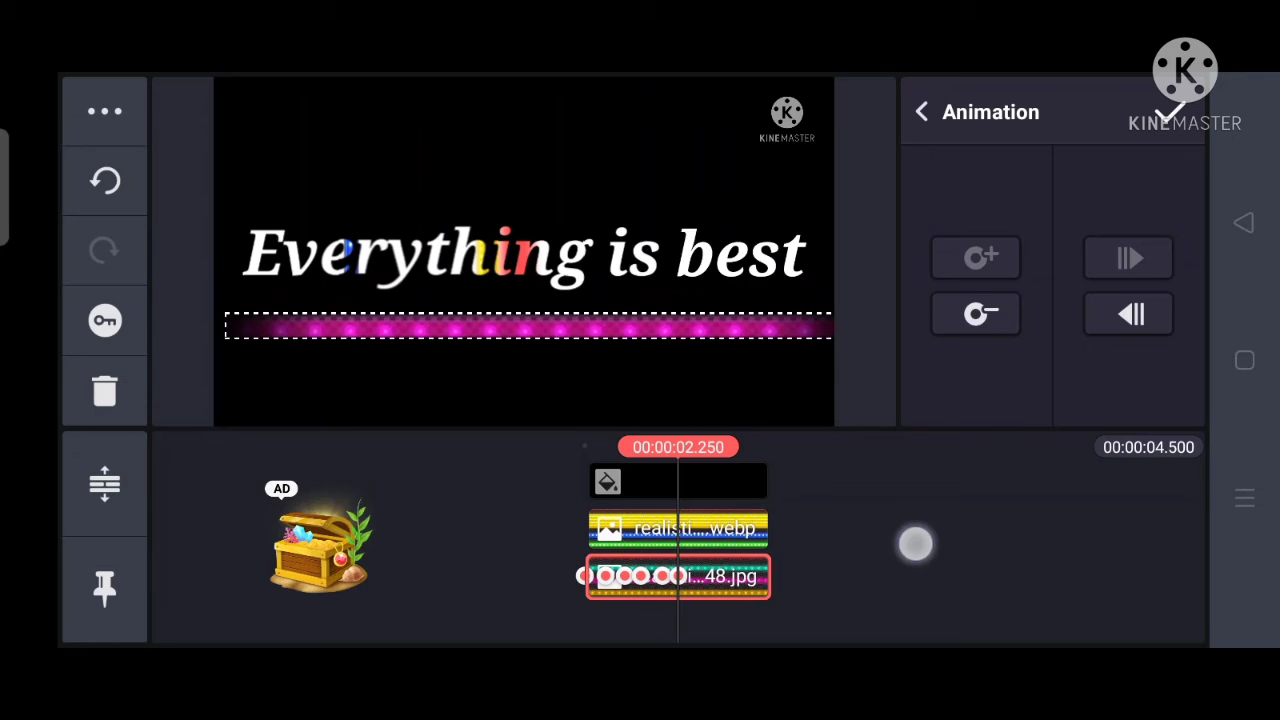 Animation
KINEMASTER
KINEMASTER
Everything is best
00:00:02.250
00:00:04.500
AD
realisti....webp
i...48.jpg